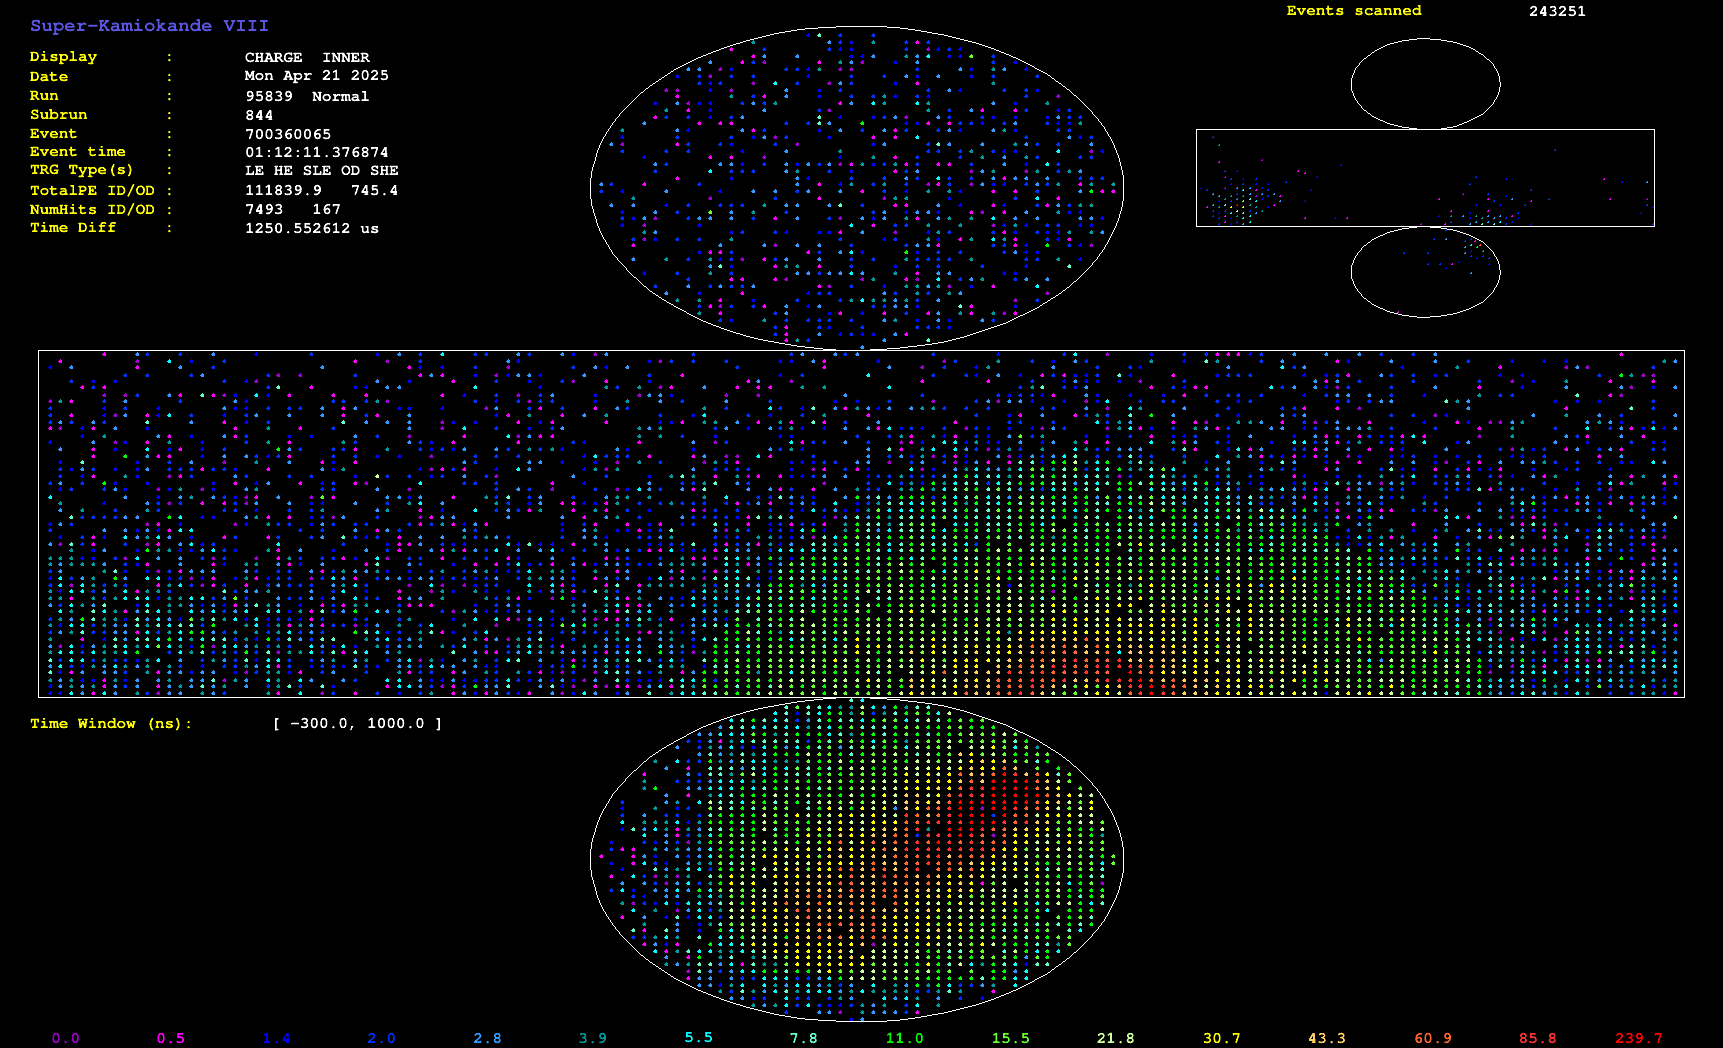 Super-Kamiokande VIII
Events scanned 243251
Display : CHARGE INNER
Date : Mon Apr 21 2025
Run : 95839 Normal
Subrun : 844
Event : 700360065
Event time : 01:12:11.376874
TRG Type(s) : LE HE SLE OD SHE
TotalPE ID/OD : 111839.9 745.4
NumHits ID/OD : 7493 167
Time Diff : 1250.552612 us
Time Window (ns): [ -300.0, 1000.0 ]
0.0 0.5 1.4 2.0 2.8 3.9 5.5 7.8 11.0 15.5 21.8 30.7 43.3 60.9 85.8 239.7